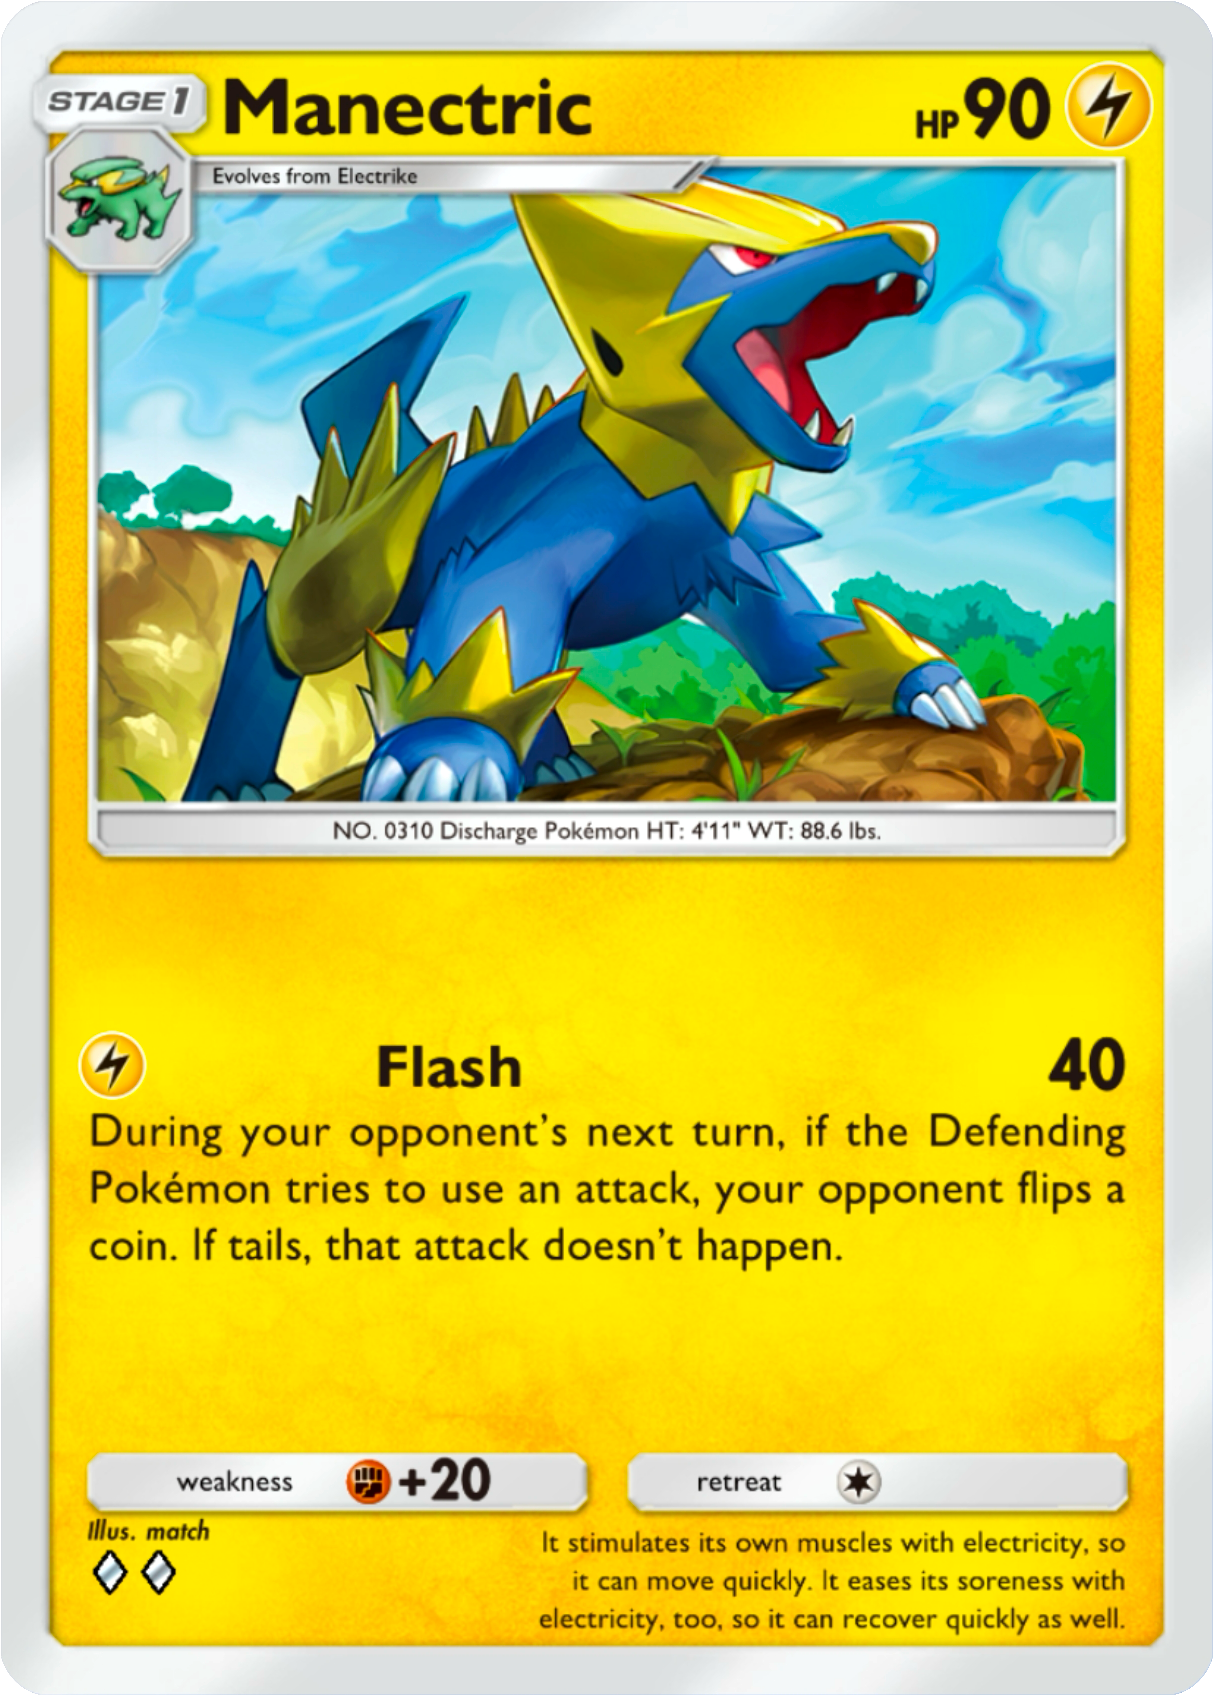 STAGE 1
Manectric
HP 90
Evolves from Electrike
NO. 0310 Discharge Pokémon HT: 4'11" WT: 88.6 lbs.
Flash 40
During your opponent's next turn, if the Defending
Pokémon tries to use an attack, your opponent flips a
coin. If tails, that attack doesn't happen.
weakness +20
retreat
Illus. match
It stimulates its own muscles with electricity, so
it can move quickly. It eases its soreness with
electricity, too, so it can recover quickly as well.